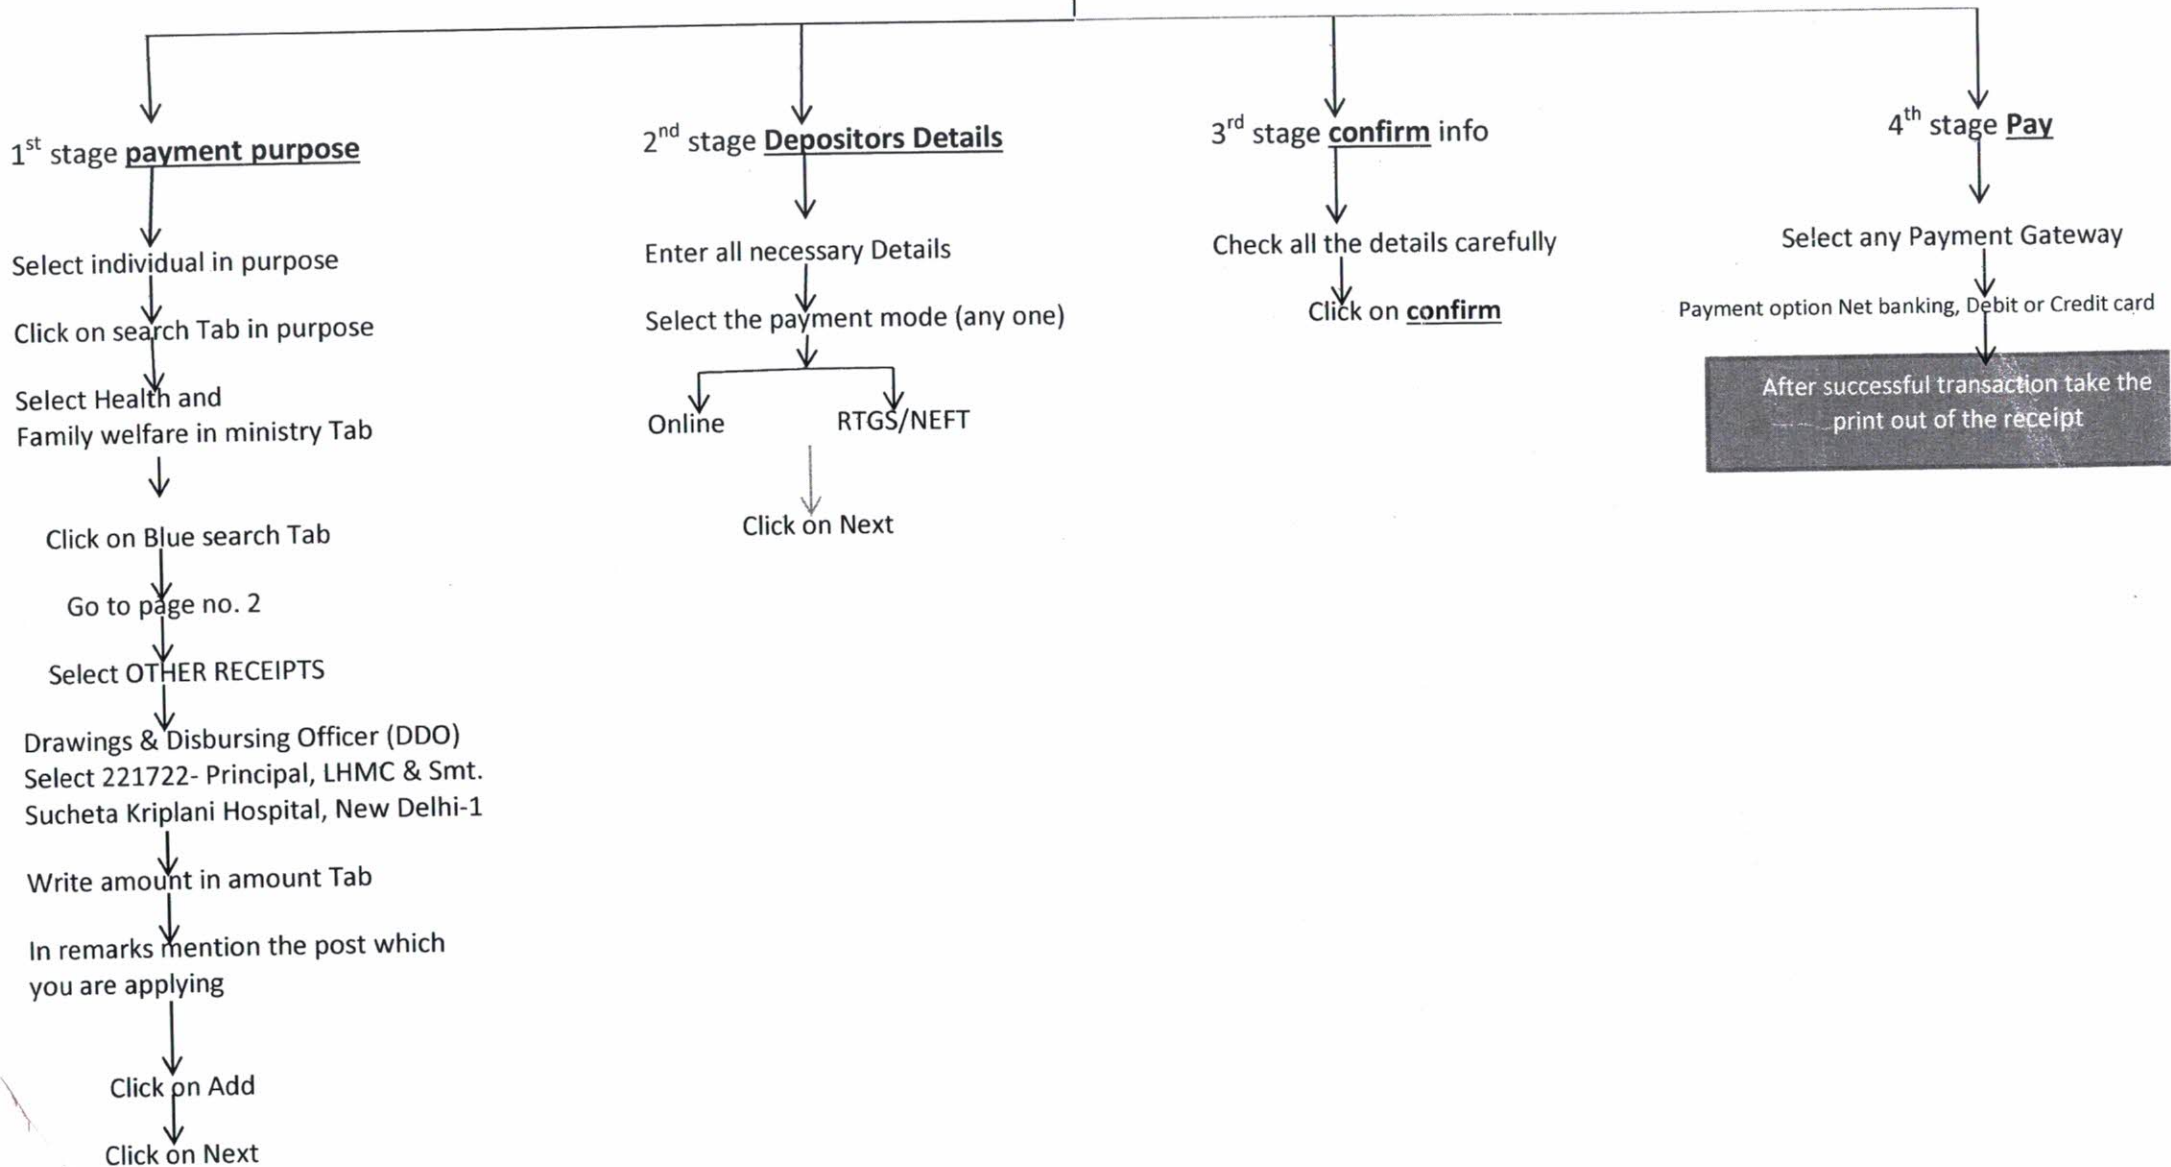 1st stage payment purpose
Select individual in purpose
Click on search Tab in purpose
Select Health and
Family welfare in ministry Tab
Click on Blue search Tab
Go to page no. 2
Select OTHER RECEIPTS
Drawings & Disbursing Officer (DDO)
Select 221722- Principal, LHMC & Smt.
Sucheta Kriplani Hospital, New Delhi-1
Write amount in amount Tab
In remarks mention the post which
you are applying
Click on Add
Click on Next
2nd stage Depositors Details
Enter all necessary Details
Select the payment mode (any one)
Online
RTGS/NEFT
Click on Next
3rd stage confirm info
Check all the details carefully
Click on confirm
4th stage Pay
Select any Payment Gateway
Payment option Net banking, Debit or Credit card
After successful transaction take the
print out of the receipt